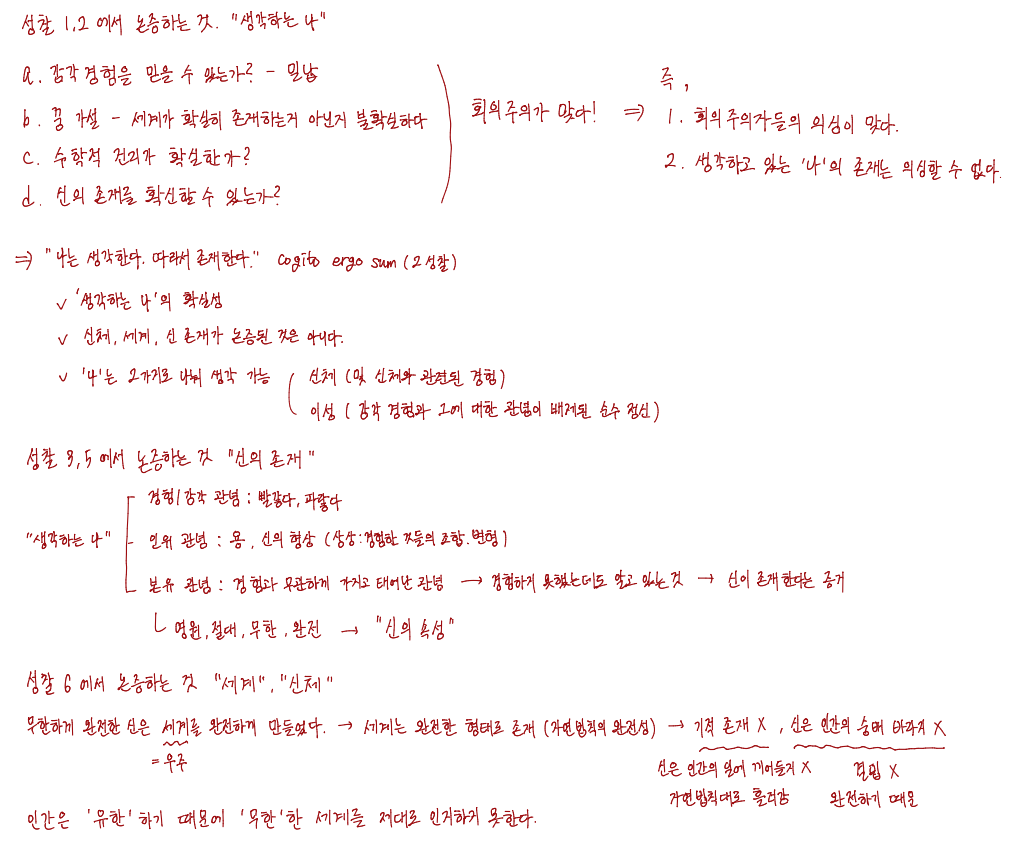 성찰 1,2 에서 논증하는 것. "생각하는 나"
a. 감각경험을 믿을 수 있는가? - 밀납
b. 꿈 가설 - 세계가 확실히 존재하는지 아닌지 불확실하다
c. 수학적 진리가 확실한가?
d. 신의 존재를 확신할 수 있는가?
회의주의가 맞다! ⇒ 즉,
1. 회의주의자들의 의심이 맞다.
2. 생각하고 있는 '나'의 존재는 의심할 수 없다.
⇒ "나는 생각한다. 따라서 존재한다." cogito ergo sum (2성찰)
✓ '생각하는 나'의 확실성
✓ 신체, 세계, 신 존재가 논증된 것은 아니다.
✓ '나'는 2가지로 나눠 생각 가능
신체 (및 신체와 관련된 경험)
이성 (감각 경험과 그에 대한 관념이 배제된 순수 정신)
성찰 3,5 에서 논증하는 것 "신의 존재"
"생각하는 나"
경험/감각 관념 : 빨갛다, 파랗다
인위 관념 : 용, 신의 형상 (상상:경험한 것들의 조합.변형)
본유 관념 : 경험과 무관하게 가지고 태어난 관념 → 경험하지 못했는데도 알고 있는 것 → 신이 존재한다는 증거
영원, 절대, 무한, 완전 → "신의 속성"
성찰 6 에서 논증하는 것 "세계", "신체"
무한하게 완전한 신은 세계를 완전하게 만들었다. → 세계는 완전한 형태로 존재 (자연법칙의 완전성) → 기적 존재 X, 신은 인간의 숭배 바라지 X
= 우주
신은 인간의 일에 끼어들지 X
자연법칙대로 흘러감
결핍 X
완전하기 때문
인간은 '유한'하기 때문에 '무한'한 세계를 제대로 인지하지 못한다.